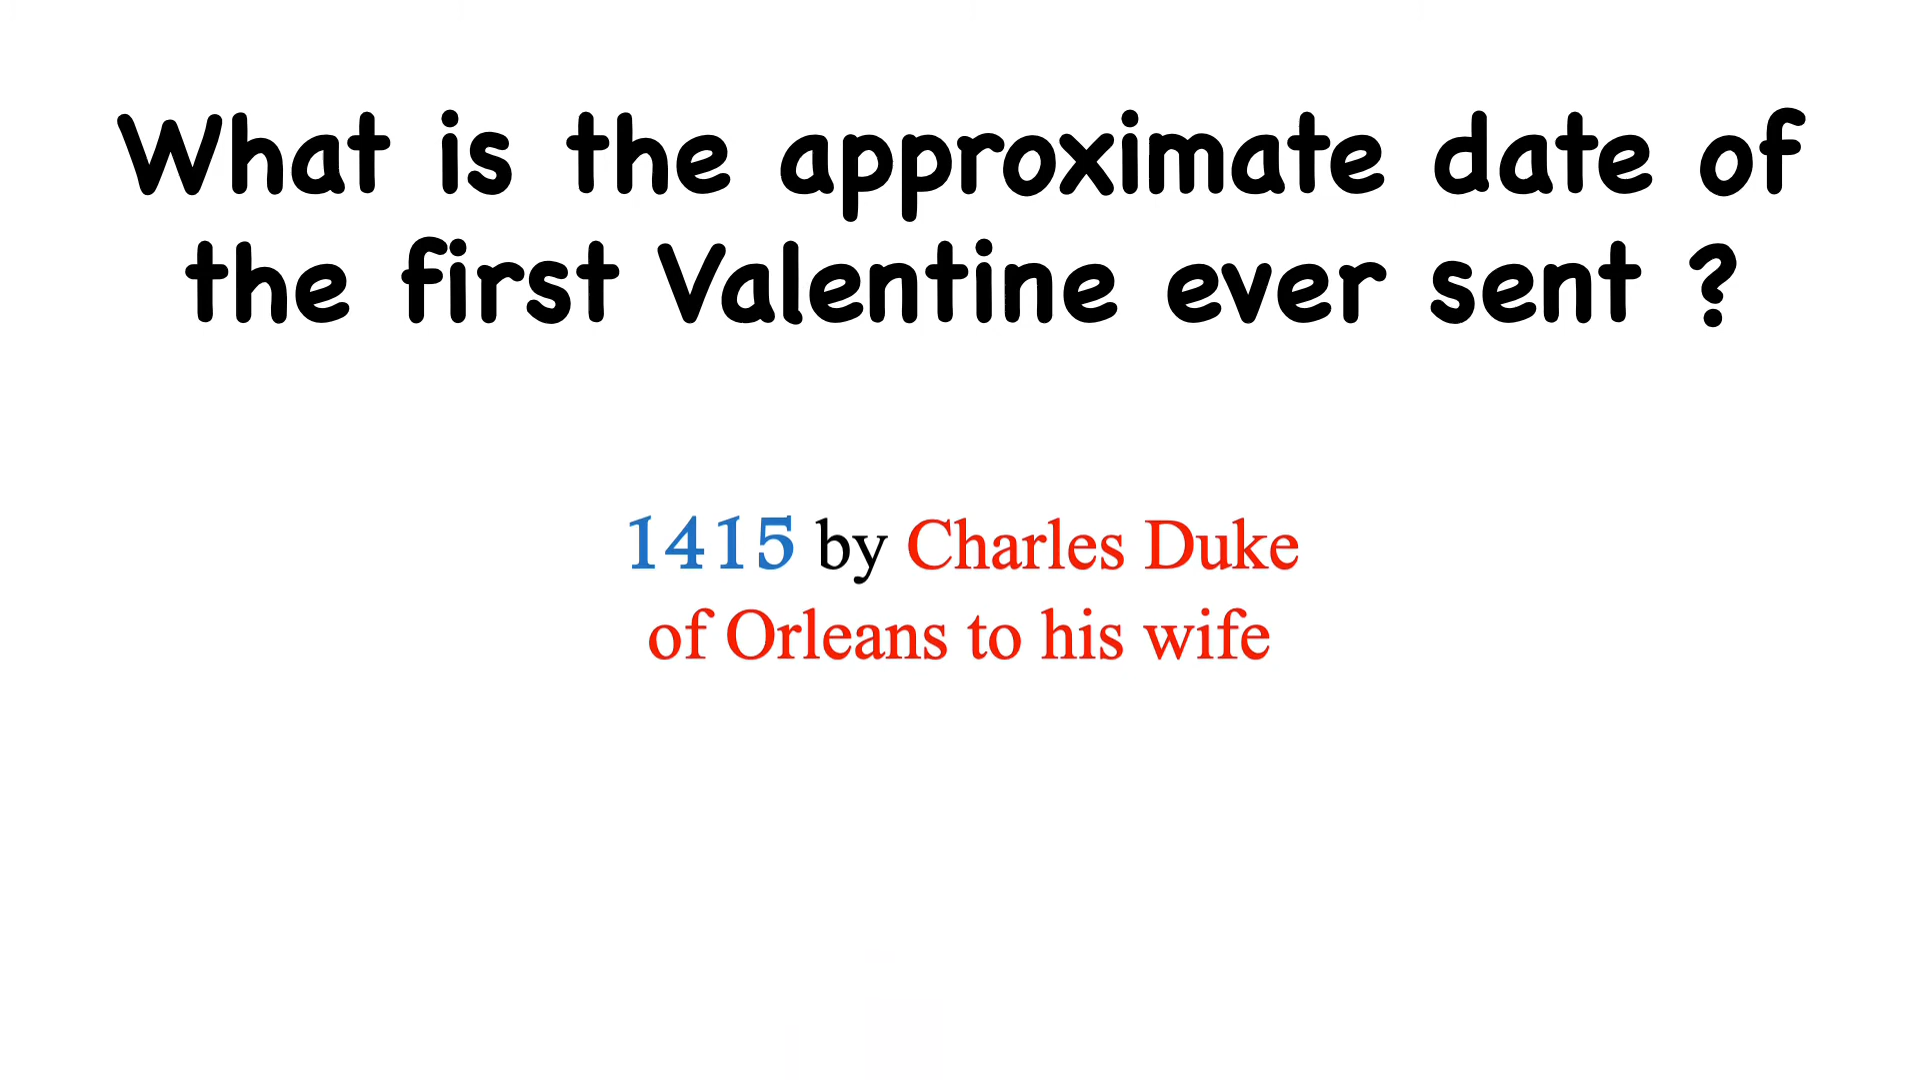 What is the approximate date of
the first Valentine ever sent ?
1415 by Charles Duke
of Orleans to his wife